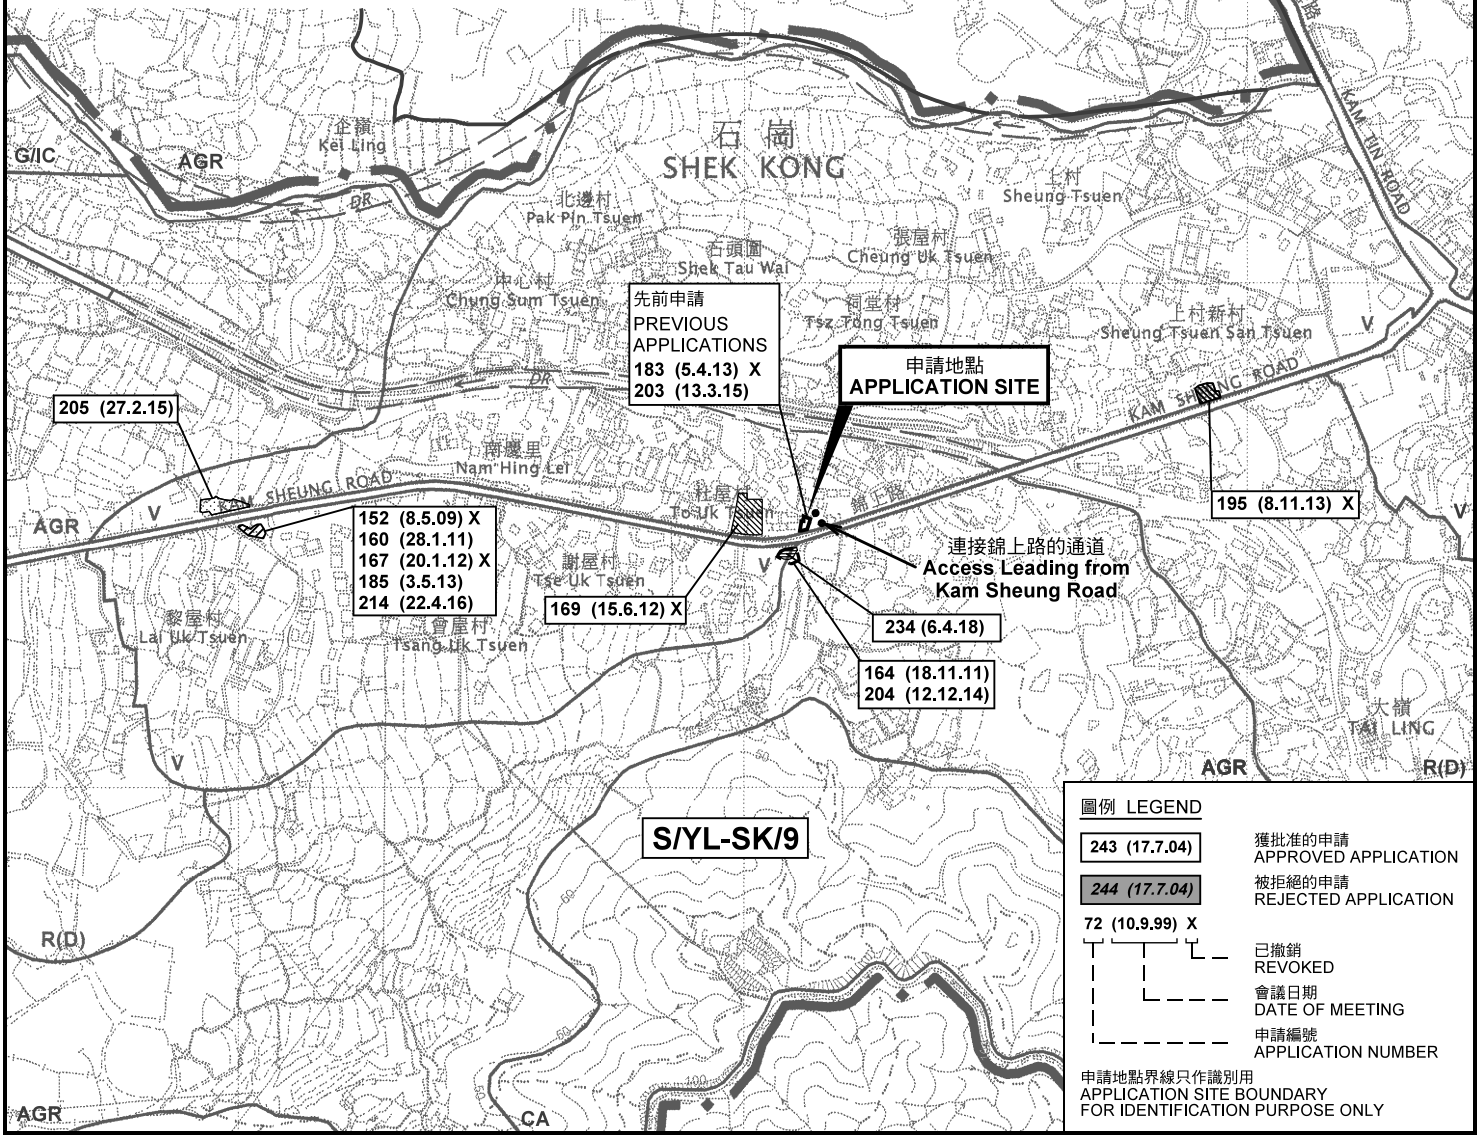 路
KAM TIN ROAD
企嶺
Kei Ling
G/IC
AGR
石崗
SHEK KONG
上村
Sheung Tsuen
DR
北邊村
Pak Pin Tsuen
張屋村
Cheung Uk Tsuen
石頭圍
Shek Tau Wai
中心村
Chung Sum Tsuen
祠堂村
Tsz Tong Tsuen
上村新村
Sheung Tsuen San Tsuen
V
先前申請
PREVIOUS
APPLICATIONS
183 (5.4.13) X
203 (13.3.15)
申請地點
APPLICATION SITE
DR
KAM SHEUNG ROAD
205 (27.2.15)
南慶里
Nam Hing Lei
KAM SHEUNG ROAD
杜屋村
To Uk Tsuen
錦上路
195 (8.11.13) X
V
AGR
V
152 (8.5.09) X
160 (28.1.11)
167 (20.1.12) X
185 (3.5.13)
214 (22.4.16)
連接錦上路的通道
Access Leading from
Kam Sheung Road
謝屋村
Tse Uk Tsuen
V
169 (15.6.12) X
234 (6.4.18)
黎屋村
Lai Uk Tsuen
曾屋村
Tsang Uk Tsuen
164 (18.11.11)
204 (12.12.14)
大嶺
TAI LING
V
AGR
R(D)
S/YL-SK/9
圖例 LEGEND
243 (17.7.04)
獲批准的申請
APPROVED APPLICATION
244 (17.7.04)
被拒絕的申請
REJECTED APPLICATION
72 (10.9.99) X
已撤銷
REVOKED
會議日期
DATE OF MEETING
申請編號
APPLICATION NUMBER
申請地點界線只作識別用
APPLICATION SITE BOUNDARY
FOR IDENTIFICATION PURPOSE ONLY
R(D)
100
AGR
CA